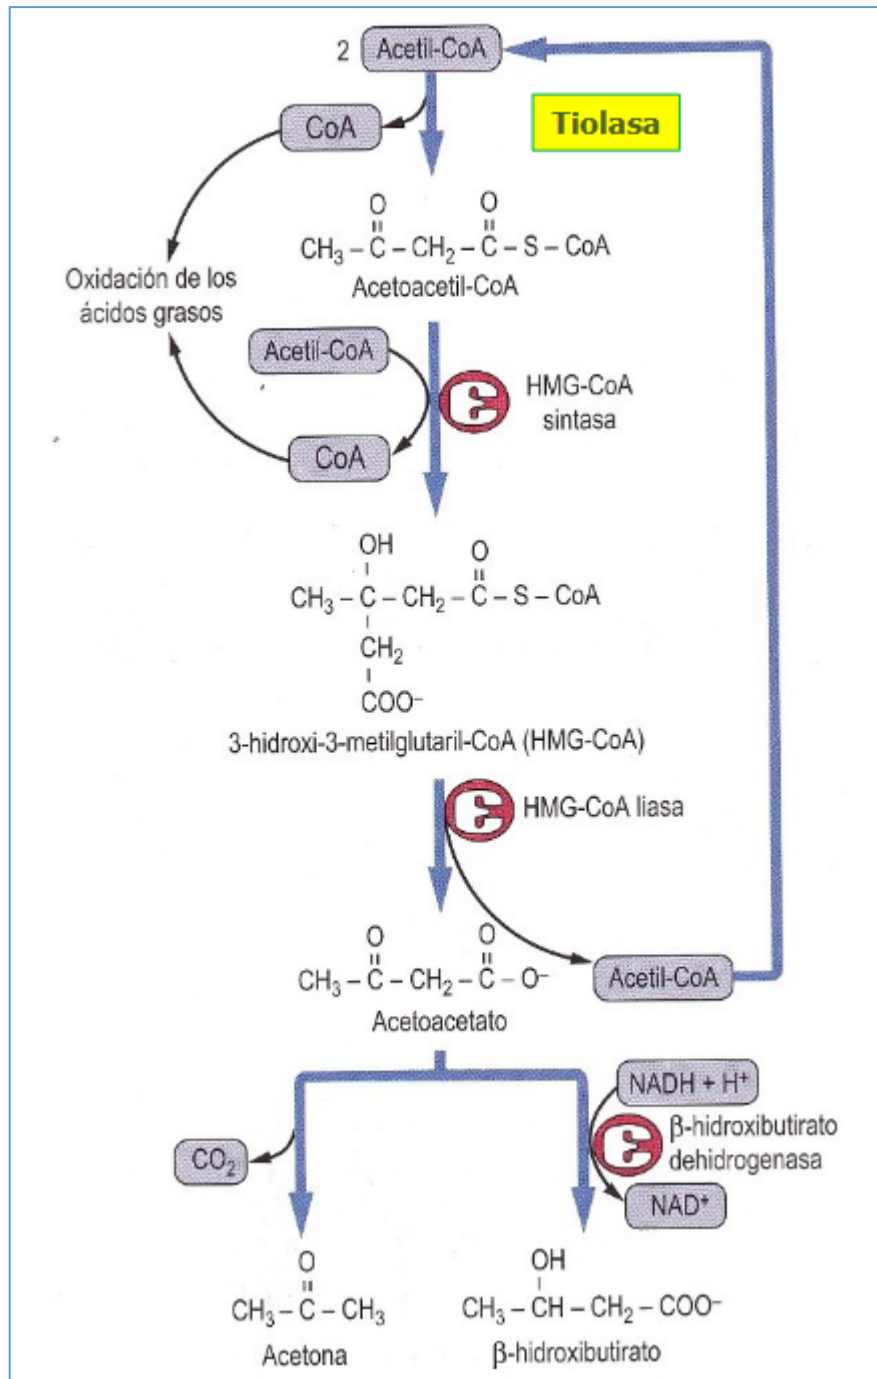 2 Acetil-CoA
Tiolasa
CoA
O O
CH₃ – C – CH₂ – C – S – CoA
Acetoacetil-CoA
Oxidación de los
ácidos grasos
Acetil-CoA
HMG-CoA
sintasa
CoA
OH O
CH₃ – C – CH₂ – C – S – CoA
CH₂
COO⁻
3-hidroxi-3-metilglutaril-CoA (HMG-CoA)
HMG-CoA liasa
O O
CH₃ – C – CH₂ – C – O⁻
Acetoacetato
Acetil-CoA
NADH + H⁺
β-hidroxibutirato
dehidrogenasa
NAD⁺
CO₂
O
CH₃ – C – CH₃
Acetona
OH
CH₃ – CH – CH₂ – COO⁻
β-hidroxibutirato